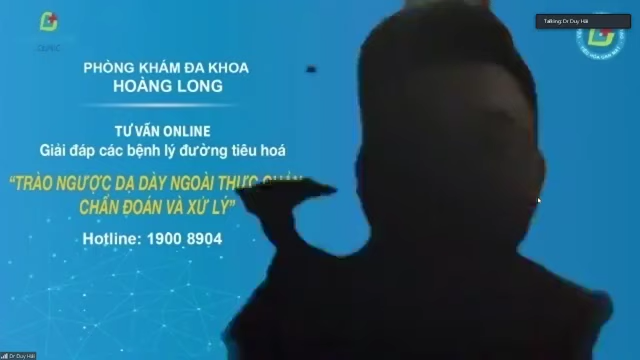 Talking: Dr Duy Hải
PHÒNG KHÁM ĐA KHOA
HOÀNG LONG
TƯ VẤN ONLINE
Giải đáp các bệnh lý đường tiêu hoá
“TRÀO NGƯỢC DẠ DÀY NGOÀI THỰC
CHẨN ĐOÁN VÀ XỬ LÝ”
Hotline: 1900 8904
Dr Duy Hải